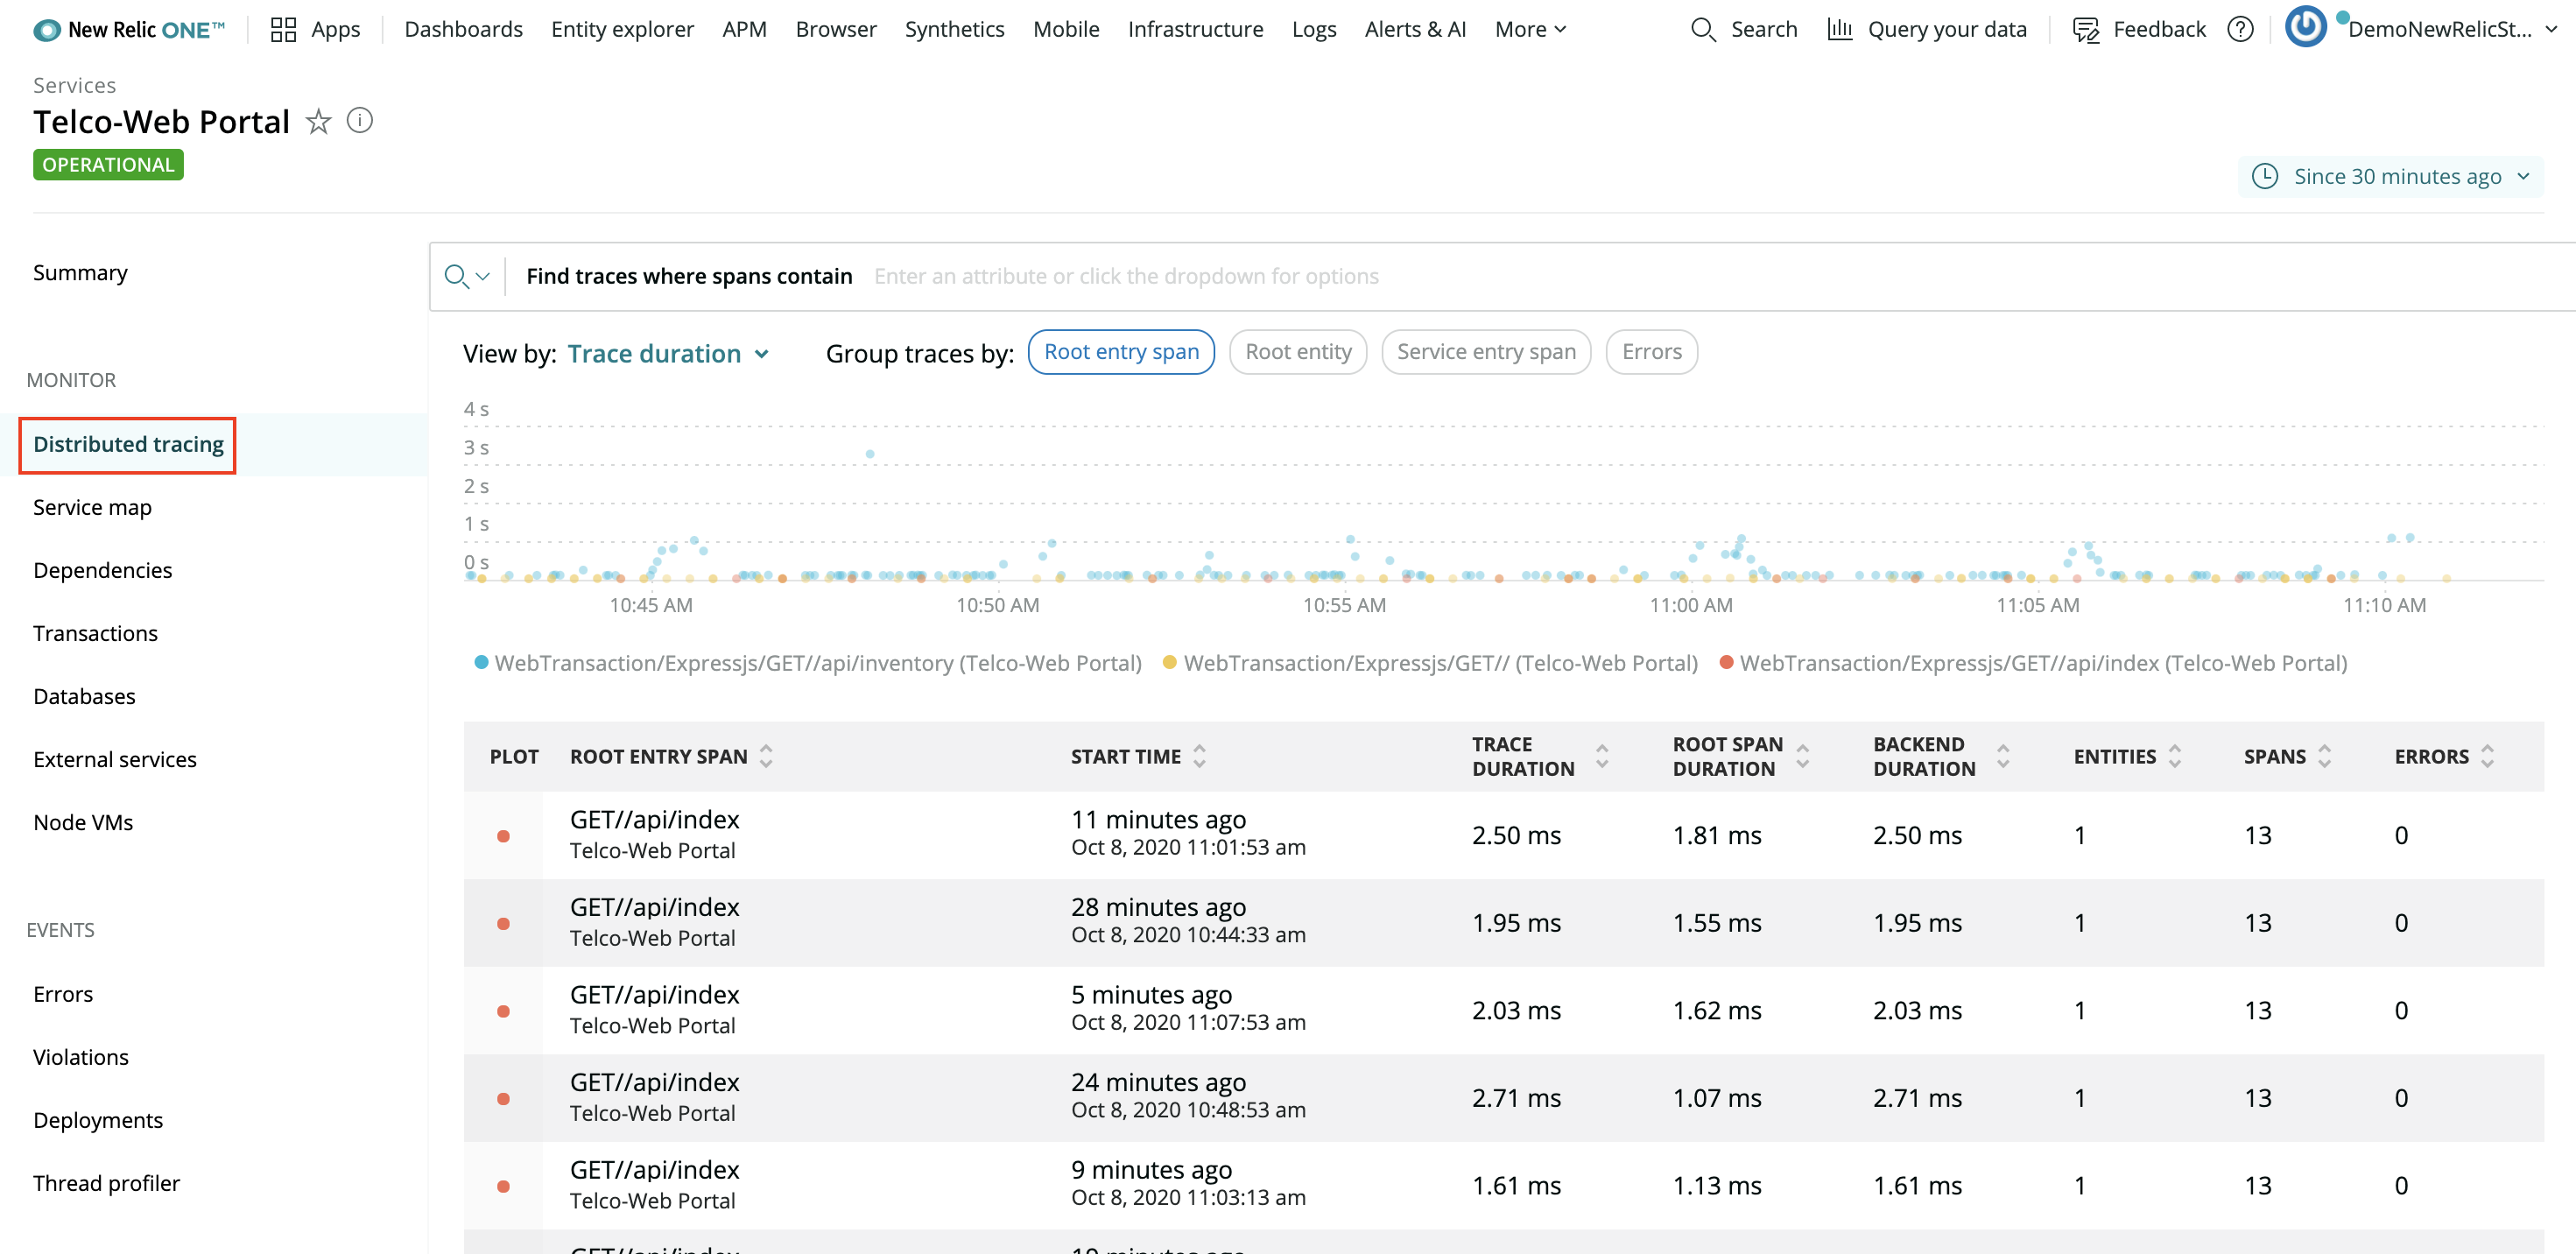 New Relic ONE™ Apps Dashboards Entity explorer APM Browser Synthetics Mobile Infrastructure Logs Alerts & AI More Search Query your data Feedback ? DemoNewRelicSt...
Services
Telco-Web Portal
OPERATIONAL
Since 30 minutes ago
Summary
MONITOR
Distributed tracing
Service map
Dependencies
Transactions
Databases
External services
Node VMs
EVENTS
Errors
Violations
Deployments
Thread profiler
Find traces where spans contain Enter an attribute or click the dropdown for options
View by: Trace duration Group traces by: Root entry span Root entity Service entry span Errors
4 s
3 s
2 s
1 s
0 s
10:45 AM 10:50 AM 10:55 AM 11:00 AM 11:05 AM 11:10 AM
WebTransaction/Expressjs/GET//api/inventory (Telco-Web Portal) WebTransaction/Expressjs/GET// (Telco-Web Portal) WebTransaction/Expressjs/GET//api/index (Telco-Web Portal)
PLOT ROOT ENTRY SPAN START TIME TRACE DURATION ROOT SPAN DURATION BACKEND DURATION ENTITIES SPANS ERRORS
GET//api/index 11 minutes ago
Telco-Web Portal Oct 8, 2020 11:01:53 am 2.50 ms 1.81 ms 2.50 ms 1 13 0
GET//api/index 28 minutes ago
Telco-Web Portal Oct 8, 2020 10:44:33 am 1.95 ms 1.55 ms 1.95 ms 1 13 0
GET//api/index 5 minutes ago
Telco-Web Portal Oct 8, 2020 11:07:53 am 2.03 ms 1.62 ms 2.03 ms 1 13 0
GET//api/index 24 minutes ago
Telco-Web Portal Oct 8, 2020 10:48:53 am 2.71 ms 1.07 ms 2.71 ms 1 13 0
GET//api/index 9 minutes ago
Telco-Web Portal Oct 8, 2020 11:03:13 am 1.61 ms 1.13 ms 1.61 ms 1 13 0